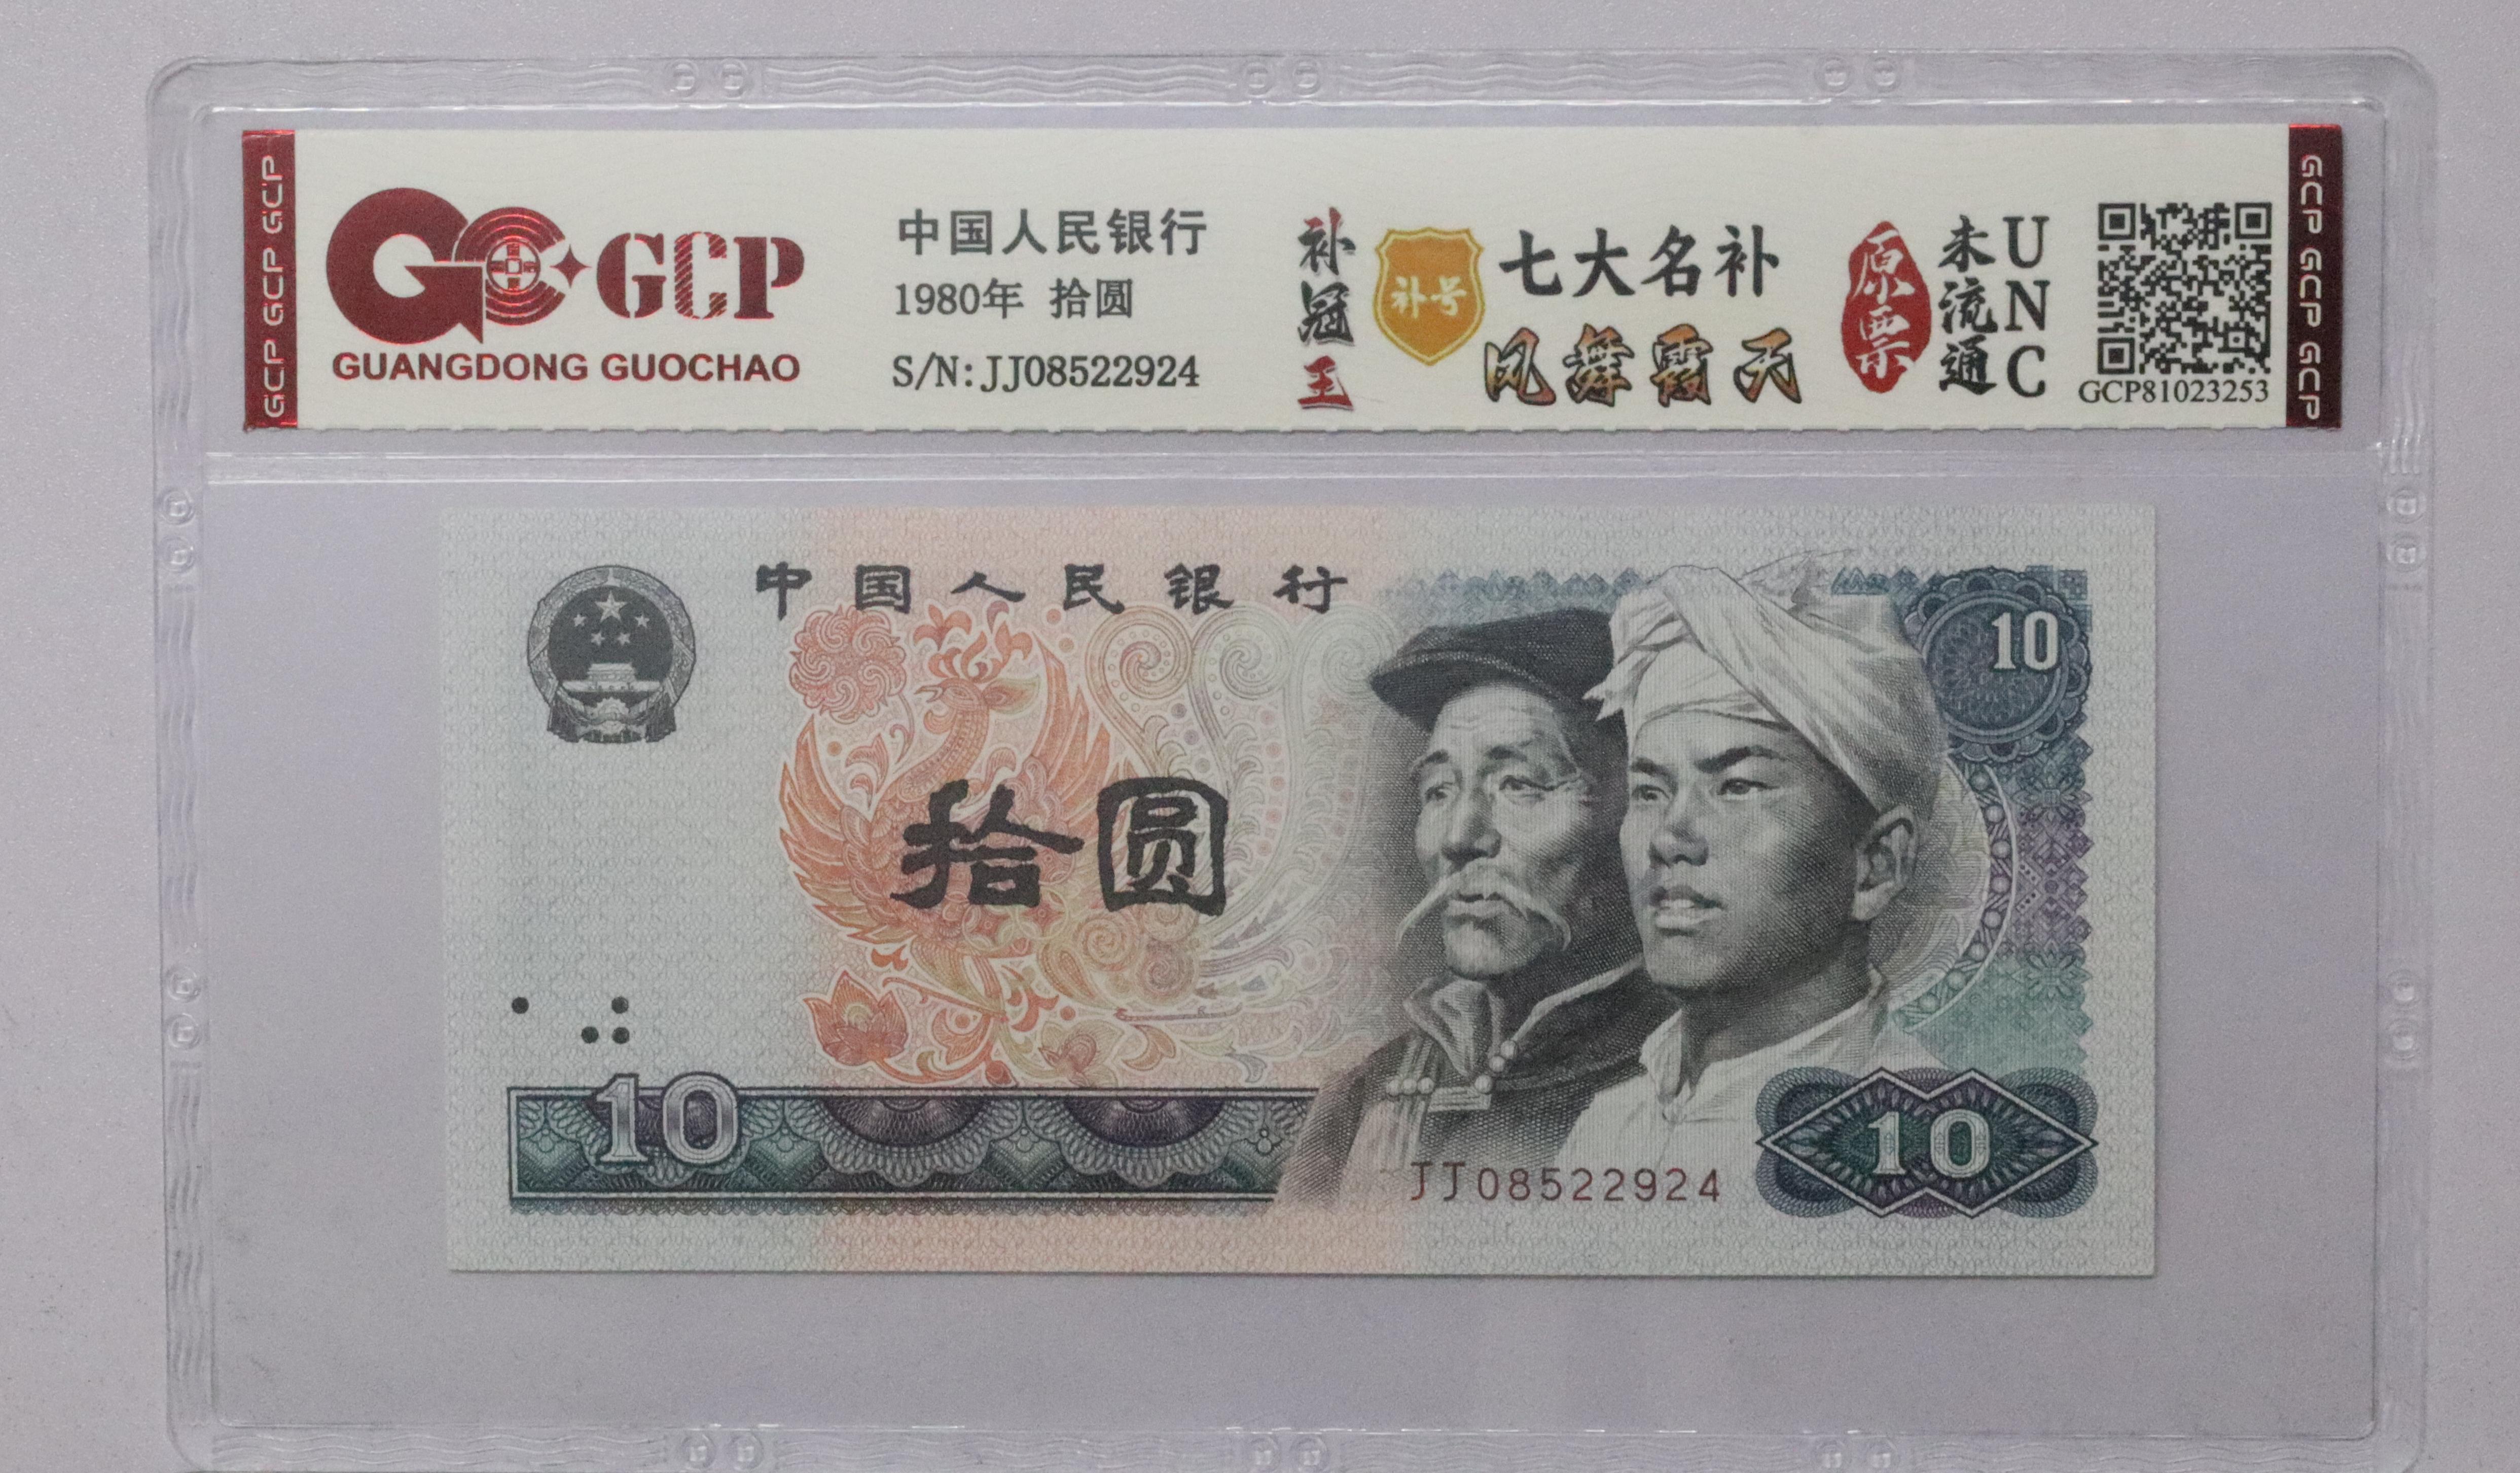 GCP GCP GCP
GCP
GUANGDONG GUOCHAO
中国人民银行
1980年 拾圆
S/N:JJ08522924
补冠王
补号
七大名补
凤舞霞天
原票
未流通
UNC
GCP81023253
GCP GCP GCP
中国人民银行
10
拾圆
10
JJ08522924
10